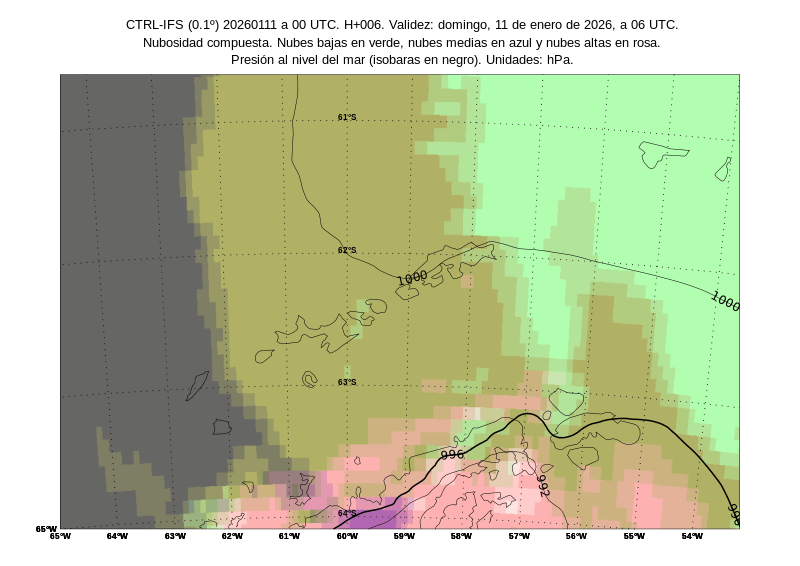 CTRL-IFS (0.1º) 20260111 a 00 UTC. H+006. Validez: domingo, 11 de enero de 2026, a 06 UTC.
Nubosidad compuesta. Nubes bajas en verde, nubes medias en azul y nubes altas en rosa.
Presión al nivel del mar (isobaras en negro). Unidades: hPa.
61°S
62°S
1000
1000
63°S
996
992
996
64°S
65°W
65°W 64°W 63°W 62°W 61°W 60°W 59°W 58°W 57°W 56°W 55°W 54°W